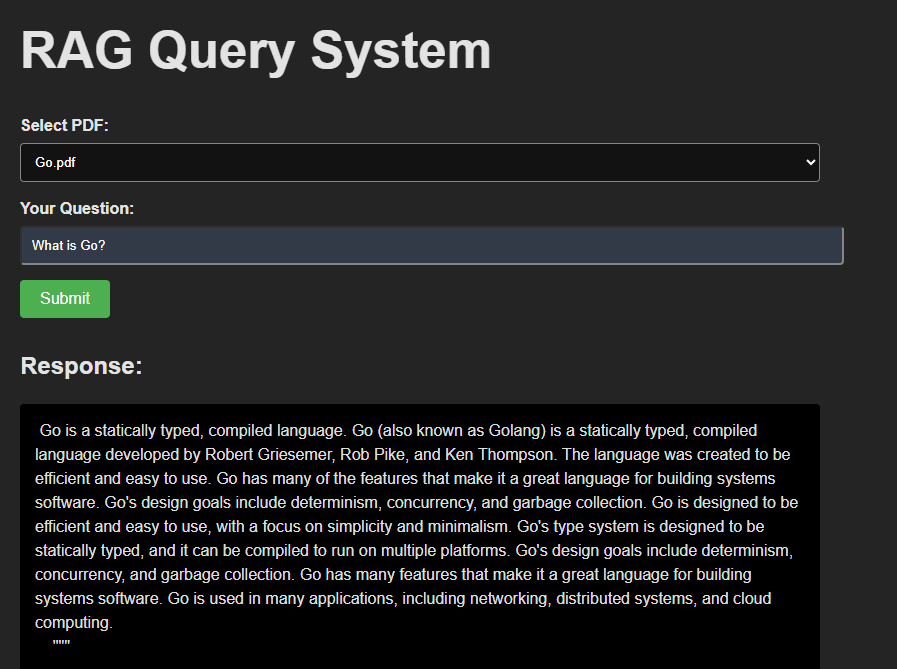 RAG Query System
Select PDF:
Go.pdf
Your Question:
What is Go?
Submit
Response:
Go is a statically typed, compiled language. Go (also known as Golang) is a statically typed, compiled
language developed by Robert Griesemer, Rob Pike, and Ken Thompson. The language was created to be
efficient and easy to use. Go has many of the features that make it a great language for building systems
software. Go's design goals include determinism, concurrency, and garbage collection. Go is designed to be
efficient and easy to use, with a focus on simplicity and minimalism. Go's type system is designed to be
statically typed, and it can be compiled to run on multiple platforms. Go's design goals include determinism,
concurrency, and garbage collection. Go has many features that make it a great language for building
systems software. Go is used in many applications, including networking, distributed systems, and cloud
computing.
"""